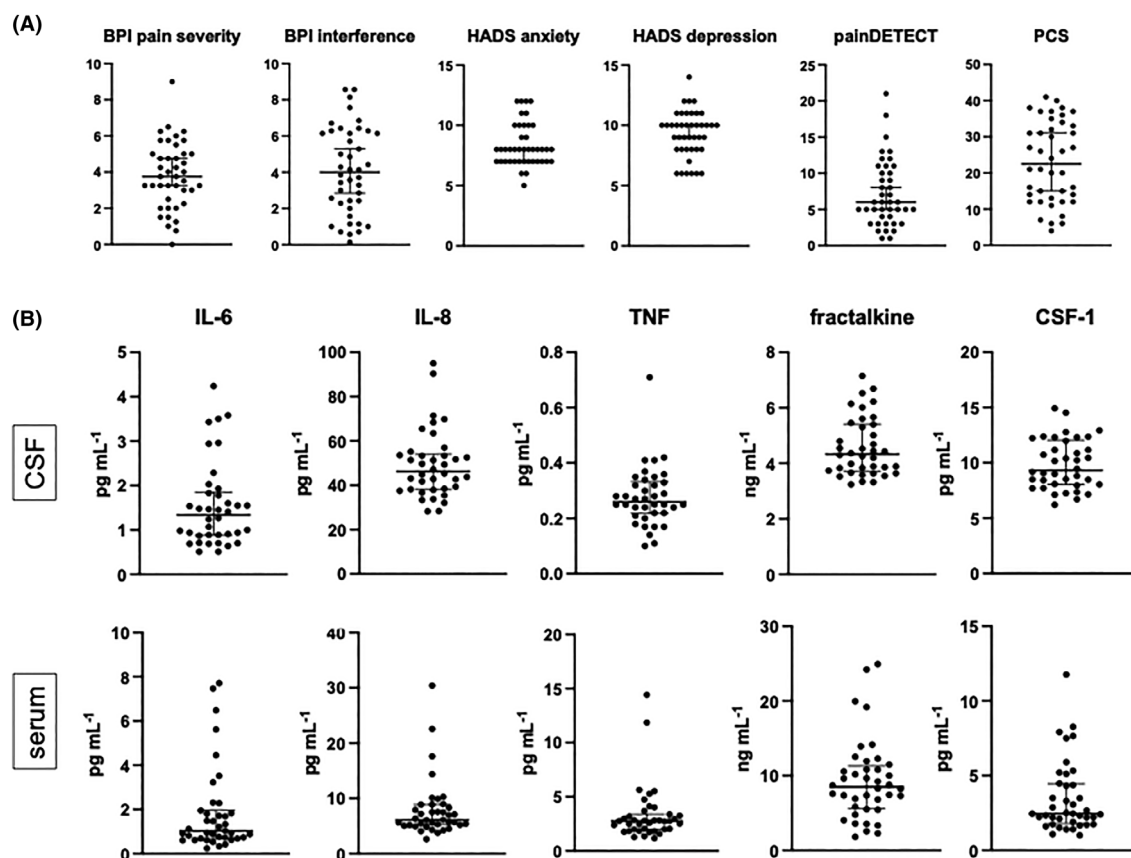 (A)
BPI pain severity BPI interference HADS anxiety HADS depression painDETECT PCS
10 10 15 15 25 50
8 8 20 40
6 6 10 10 15 30
4 4 10 20
2 2 5 5 5 10
0 0 0 0 0 0
(B)
IL-6 IL-8 TNF fractalkine CSF-1
CSF
pg mL-1 pg mL-1 pg mL-1 ng mL-1 pg mL-1
5 100 0.8 8 20
4 80 0.6 6 15
3 60 0.4 4 10
2 40 0.2 2 5
1 20
0 0 0.0 0 0
serum
pg mL-1 pg mL-1 pg mL-1 ng mL-1 pg mL-1
10 40 20 30 15
8 30 15 20 10
6 20 10 10 5
4 10 5
2
0 0 0 0 0